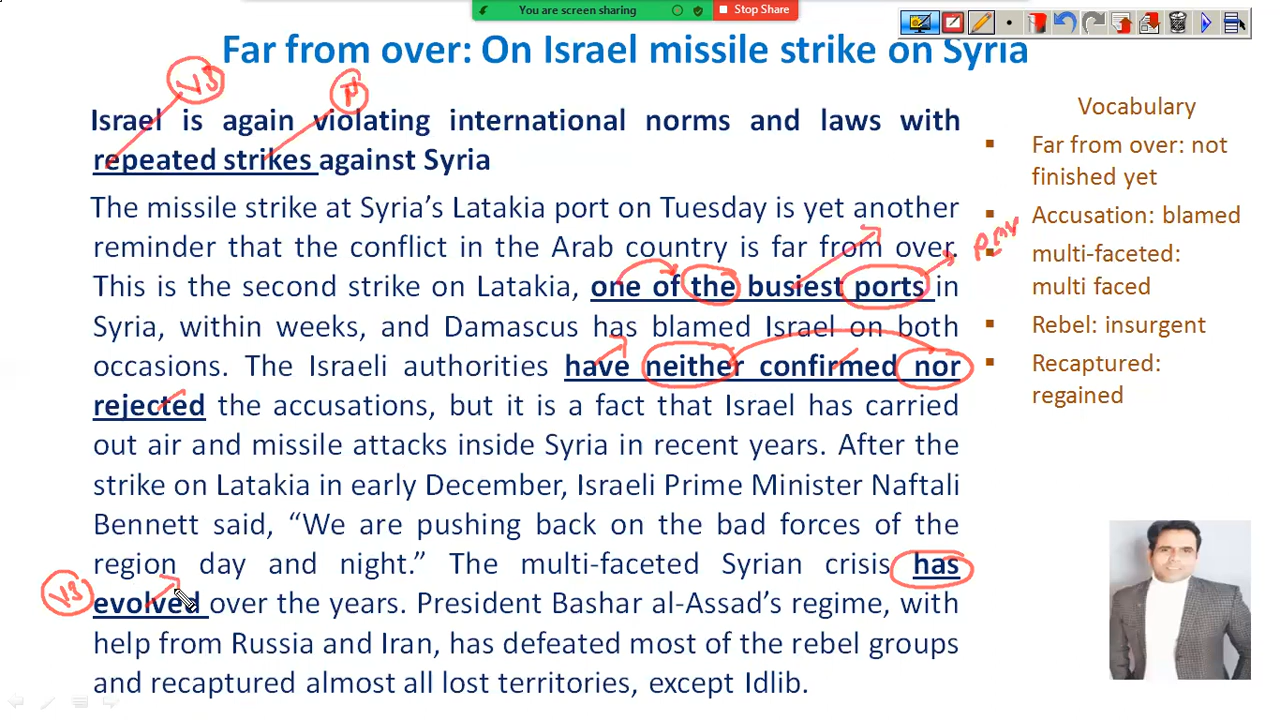 You are screen sharing
Stop Share
Far from over: On Israel missile strike on Syria
V3
Israel is again violating international norms and laws with
repeated strikes against Syria
The missile strike at Syria’s Latakia port on Tuesday is yet another
reminder that the conflict in the Arab country is far from over.
This is the second strike on Latakia, one of the busiest ports in
Syria, within weeks, and Damascus has blamed Israel on both
occasions. The Israeli authorities have neither confirmed nor
rejected the accusations, but it is a fact that Israel has carried
out air and missile attacks inside Syria in recent years. After the
strike on Latakia in early December, Israeli Prime Minister Naftali
Bennett said, “We are pushing back on the bad forces of the
region day and night.” The multi-faceted Syrian crisis has
V3
evolved over the years. President Bashar al-Assad’s regime, with
help from Russia and Iran, has defeated most of the rebel groups
and recaptured almost all lost territories, except Idlib.
Vocabulary
▪ Far from over: not
finished yet
▪ Accusation: blamed
▪ multi-faceted:
multi faced
▪ Rebel: insurgent
▪ Recaptured:
regained